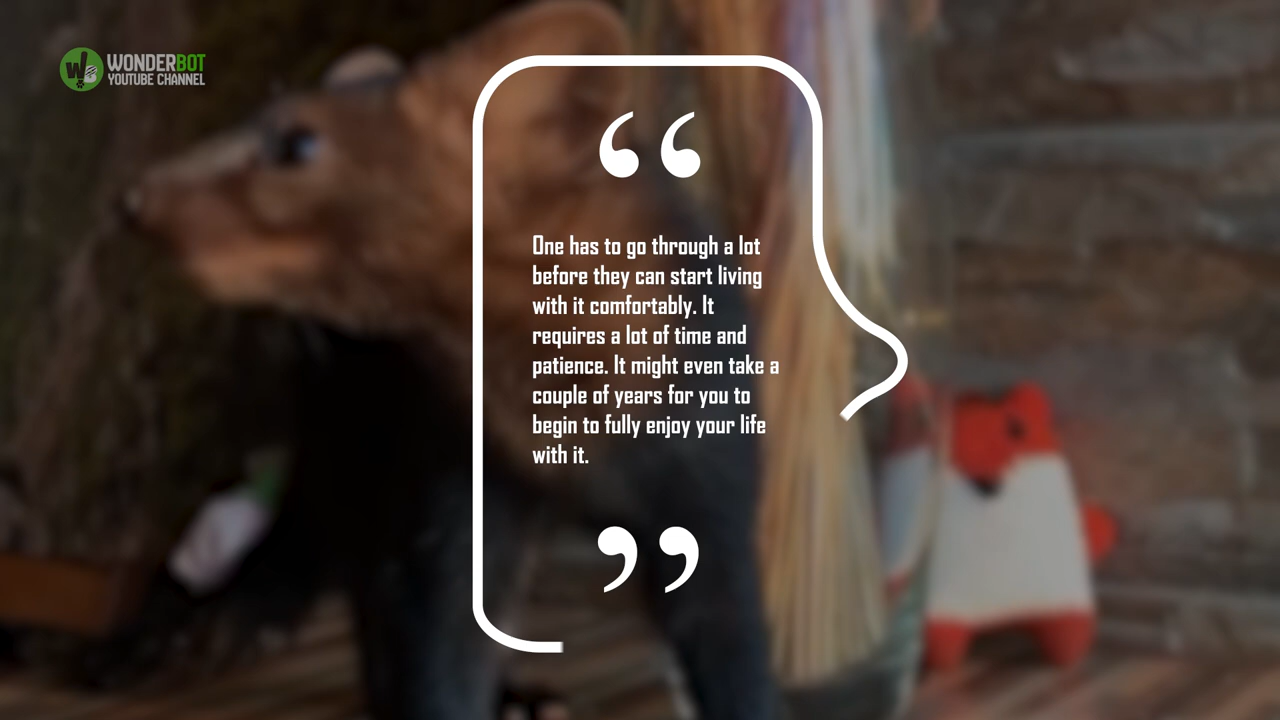 WONDERBOT
YOUTUBE CHANNEL
One has to go through a lot
before they can start living
with it comfortably. It
requires a lot of time and
patience. It might even take a
couple of years for you to
begin to fully enjoy your life
with it.